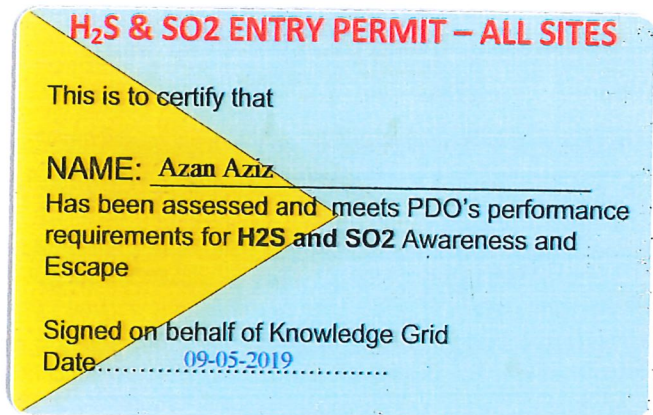 H₂S & SO2 ENTRY PERMIT – ALL SITES
This is to certify that
NAME: Azan Aziz
Has been assessed and meets PDO's performance
requirements for H2S and SO2 Awareness and
Escape
Signed on behalf of Knowledge Grid
Date..............09-05-2019..............